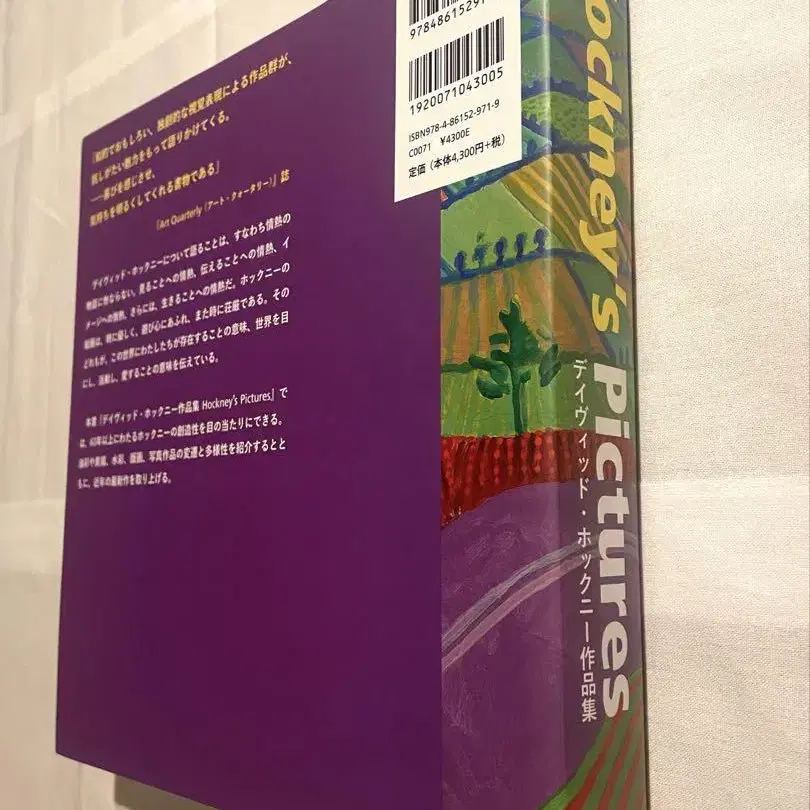 「知的でおもしろい、独創的な視覚表現による作品群が、
抗しがたい魅力をもって語りかけてくる。
――喜びを感じさせ、
気持ちを明るくしてくれる書物である」
『Art Quarterly（アート・クォータリー）』誌
デイヴィッド・ホックニーについて語ることは、すなわち情熱の
物語に他ならない。見ることへの情熱、伝えることへの情熱、イ
メージへの情熱、さらには、生きることへの情熱だ。ホックニーの
絵画は、時に優しく、遊び心にあふれ、また時に荘厳である。その
どれもが、この世界にわたしたちが存在することの意味、世界を目
にし、感動し、愛することの意味を伝えている。
本書『デイヴィッド・ホックニー作品集 Hockney's Pictures』で
は、60年以上にわたるホックニーの創造性を目の当たりにできる。
油彩や素描、水彩、版画、写真作品の変遷と多様性を紹介するとと
もに、近年の最新作を取り上げる。
97848615297
1920071043005
ISBN978-4-86152-971-9
C0071 ¥4300E
定価（本体4,300円+税）
ockney's Pictures
デイヴィッド・ホックニー作品集